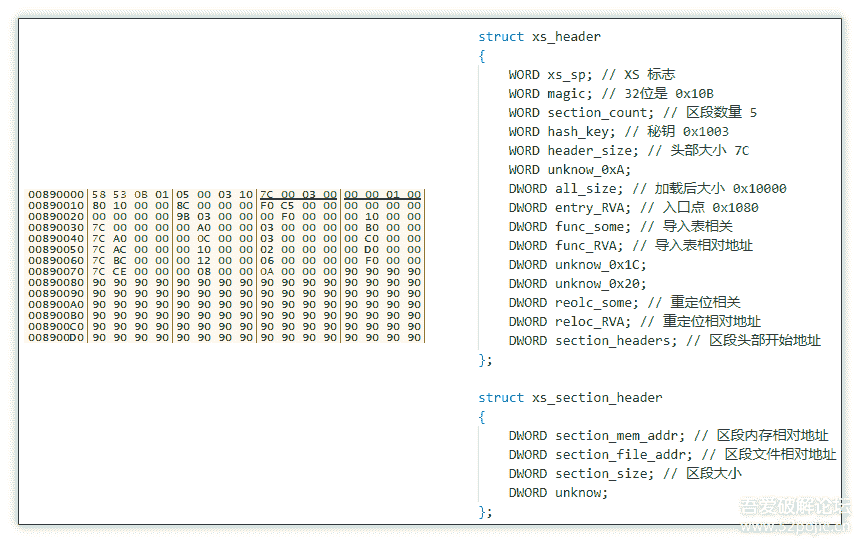 struct xs_header
{
WORD xs_sp; // XS 标志
WORD magic; // 32位是 0x10B
WORD section_count; // 区段数量 5
WORD hash_key; // 秘钥 0x1003
WORD header_size; // 头部大小 7C
WORD unknow_0xA;
DWORD all_size; // 加载后大小 0x10000
DWORD entry_RVA; // 入口点 0x1080
DWORD func_some; // 导入表相关
DWORD func_RVA; // 导入表相对地址
DWORD unknow_0x1C;
DWORD unknow_0x20;
DWORD reolc_some; // 重定位相关
DWORD reloc_RVA; // 重定位相对地址
DWORD section_headers; // 区段头部开始地址
};
00890000 58 53 0B 01 05 00 03 10 7C 00 03 00 00 00 01 00
00890010 80 10 00 00 8C 00 00 00 F0 C5 00 00 00 00 00 00
00890020 00 00 00 00 9B 03 00 00 00 F0 00 00 00 10 00 00
00890030 7C 00 00 00 00 A0 00 00 03 00 00 00 00 B0 00 00
00890040 7C A0 00 00 00 0C 00 00 03 00 00 00 00 C0 00 00
00890050 7C AC 00 00 00 10 00 00 02 00 00 00 00 D0 00 00
00890060 7C BC 00 00 00 12 00 00 06 00 00 00 00 F0 00 00
00890070 7C CE 00 00 00 08 00 00 0A 00 00 00 90 90 90 90
00890080 90 90 90 90 90 90 90 90 90 90 90 90 90 90 90 90
00890090 90 90 90 90 90 90 90 90 90 90 90 90 90 90 90 90
008900A0 90 90 90 90 90 90 90 90 90 90 90 90 90 90 90 90
008900B0 90 90 90 90 90 90 90 90 90 90 90 90 90 90 90 90
008900C0 90 90 90 90 90 90 90 90 90 90 90 90 90 90 90 90
008900D0 90 90 90 90 90 90 90 90 90 90 90 90 90 90 90 90
struct xs_section_header
{
DWORD section_mem_addr; // 区段内存相对地址
DWORD section_file_addr; // 区段文件相对地址
DWORD section_size; // 区段大小
DWORD unknow;
};
吾爱破解论坛
www.52pojie.cn